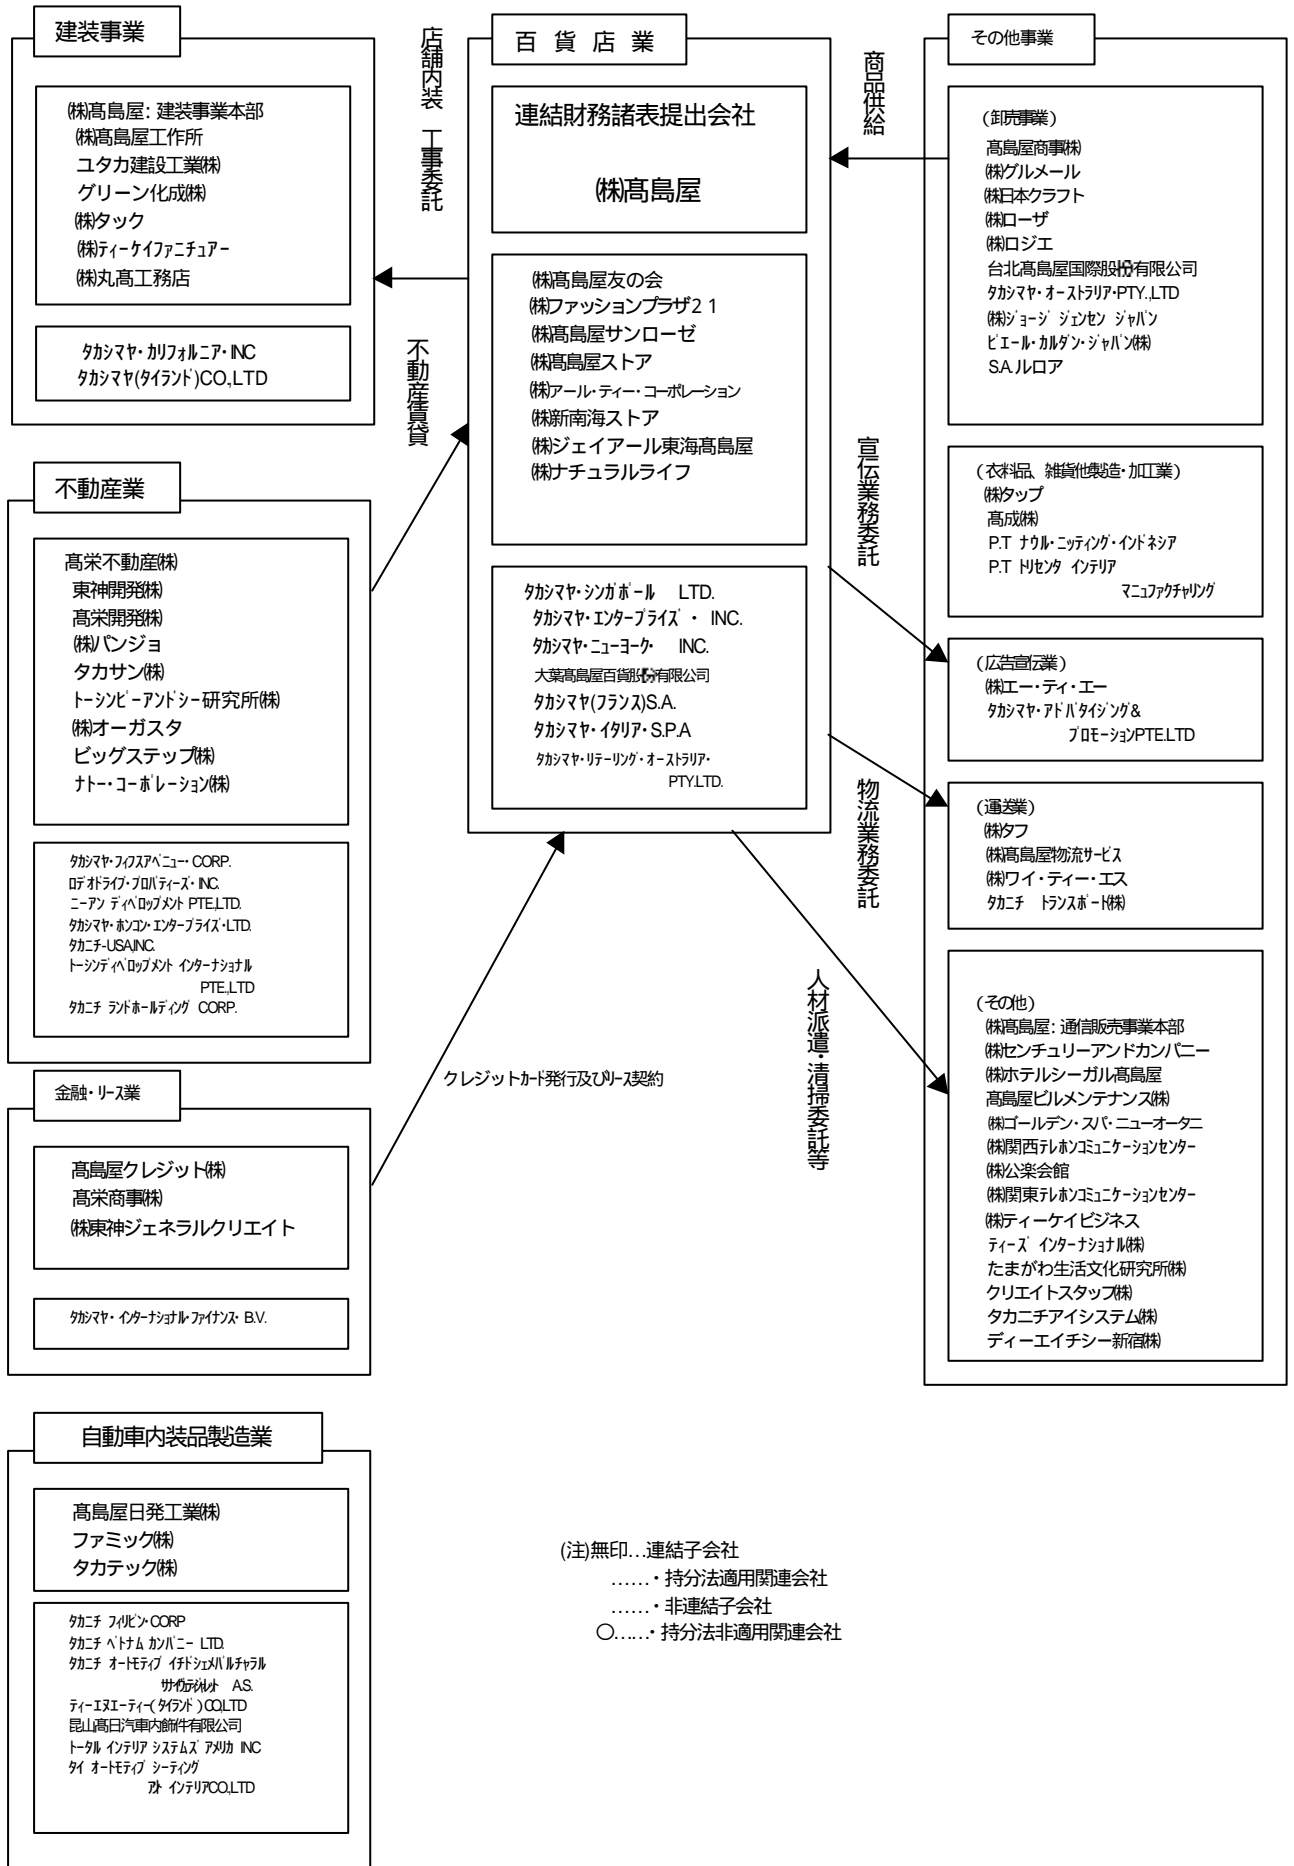 建装事業
㈱髙島屋: 建装事業本部
㈱髙島屋工作所
ユタカ建設工業㈱
グリーン化成㈱
㈱タック
㈱ティーケイファニチュアー
㈱丸髙工務店
タカシマヤ・カリフォルニア・INC
タカシマヤ(タイランド)CO.,LTD
不動産業
髙栄不動産㈱
東神開発㈱
髙栄開発㈱
㈱パンジョ
タカサン㈱
トーシンピーアンドシー研究所㈱
㈱オーガスタ
ビッグステップ㈱
ナトー・コーポレーション㈱
タカシマヤ・フィフスアベニュー・CORP.
ロデオドライブ・プロパティーズ・INC.
ニーアン ディベロップメント PTE,LTD.
タカシマヤ・ホンコン・エンタープライズ・LTD.
タカニチ-USA,INC.
トーシンディベロップメント インターナショナル
PTE,LTD
タカニチ ランドホールディング CORP.
金融・リース業
髙島屋クレジット㈱
髙栄商事㈱
㈱東神ジェネラルクリエイト
タカシマヤ・インターナショナル・ファイナンス・B.V.
自動車内装品製造業
髙島屋日発工業㈱
ファミック㈱
タカテック㈱
タカニチ フィリピン・CORP
タカニチ ベトナム カンパニー LTD.
タカニチ オートモティブ イチドシェメバルチャラル
A.S.
ティーエヌエーティー(タイランド)CO,LTD
昆山髙日汽車内飾件有限公司
トータル インテリア システムズ アメリカ INC
タイ オートモティブ シーティング
アンド インテリアCO.,LTD
店舗内装 工事委託
不動産賃貸
クレジットカード発行及びリース契約
百貨店業
連結財務諸表提出会社
㈱髙島屋
㈱髙島屋友の会
㈱ファッションプラザ21
㈱髙島屋サンローゼ
㈱髙島屋ストア
㈱アール・ティー・コーポレーション
㈱新南海ストア
㈱ジェイアール東海髙島屋
㈱ナチュラルライフ
タカシマヤ・シンガポール LTD.
タカシマヤ・エンタープライズ・INC.
タカシマヤ・ニューヨーク・ INC.
大葉髙島屋百貨股份有限公司
タカシマヤ(フランス)S.A.
タカシマヤ・イタリア・S.P.A
タカシマヤ・リテーリング・オーストラリア・
PTY.LTD.
商品供給
宣伝業務委託
物流業務委託
人材派遣・清掃委託等
その他事業
(卸売事業)
髙島屋商事㈱
㈱グルメール
㈱日本クラフト
㈱ローザ
㈱ロジエ
台北髙島屋国際股份有限公司
タカシマヤ・オーストラリア・PTY.,LTD
㈱ジョージ ジェンセン ジャパン
ピエール・カルダン・ジャパン㈱
S.A.ルロア
(衣料品、雑貨他製造・加工業)
㈱タップ
髙成㈱
P.T ナウル・ニッティング・インドネシア
P.T トリセンタ インテリア
マニュファクチャリング
(広告宣伝業)
㈱エー・ティ・エー
タカシマヤ・アドバタイジング&
プロモーションPTE.LTD
(運送業)
㈱タフ
㈱髙島屋物流サービス
㈱ワイ・ティー・エス
タカニチ トランスポート㈱
(その他)
㈱髙島屋: 通信販売事業本部
㈱センチュリーアンドカンパニー
㈱ホテルシーガル髙島屋
髙島屋ビルメンテナンス㈱
㈱ゴールデン・スパ・ニューオータニ
㈱関西テレホンコミュニケーションセンター
㈱公楽会館
㈱関東テレホンコミュニケーションセンター
㈱ティーケイビジネス
ティーズ インターナショナル㈱
たまがわ生活文化研究所㈱
クリエイトスタッフ㈱
タカニチアイシステム㈱
ディーエイチシー新宿㈱
(注)無印…連結子会社
……・持分法適用関連会社
……・非連結子会社
○……・持分法非適用関連会社